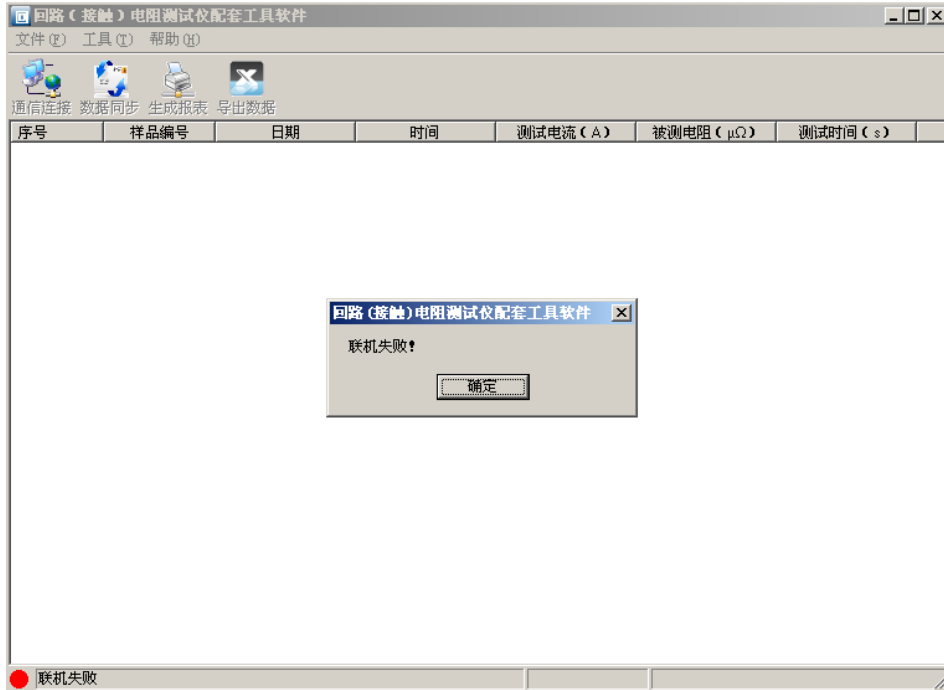 回路(接触)电阻测试仪配套工具软件
文件(F) 工具(T) 帮助(H)
通信连接 数据同步 生成报表 导出数据
序号 样品编号 日期 时间 测试电流(A) 被测电阻(μΩ) 测试时间(s)
回路(接触)电阻测试仪配套工具软件
联机失败!
确定
联机失败